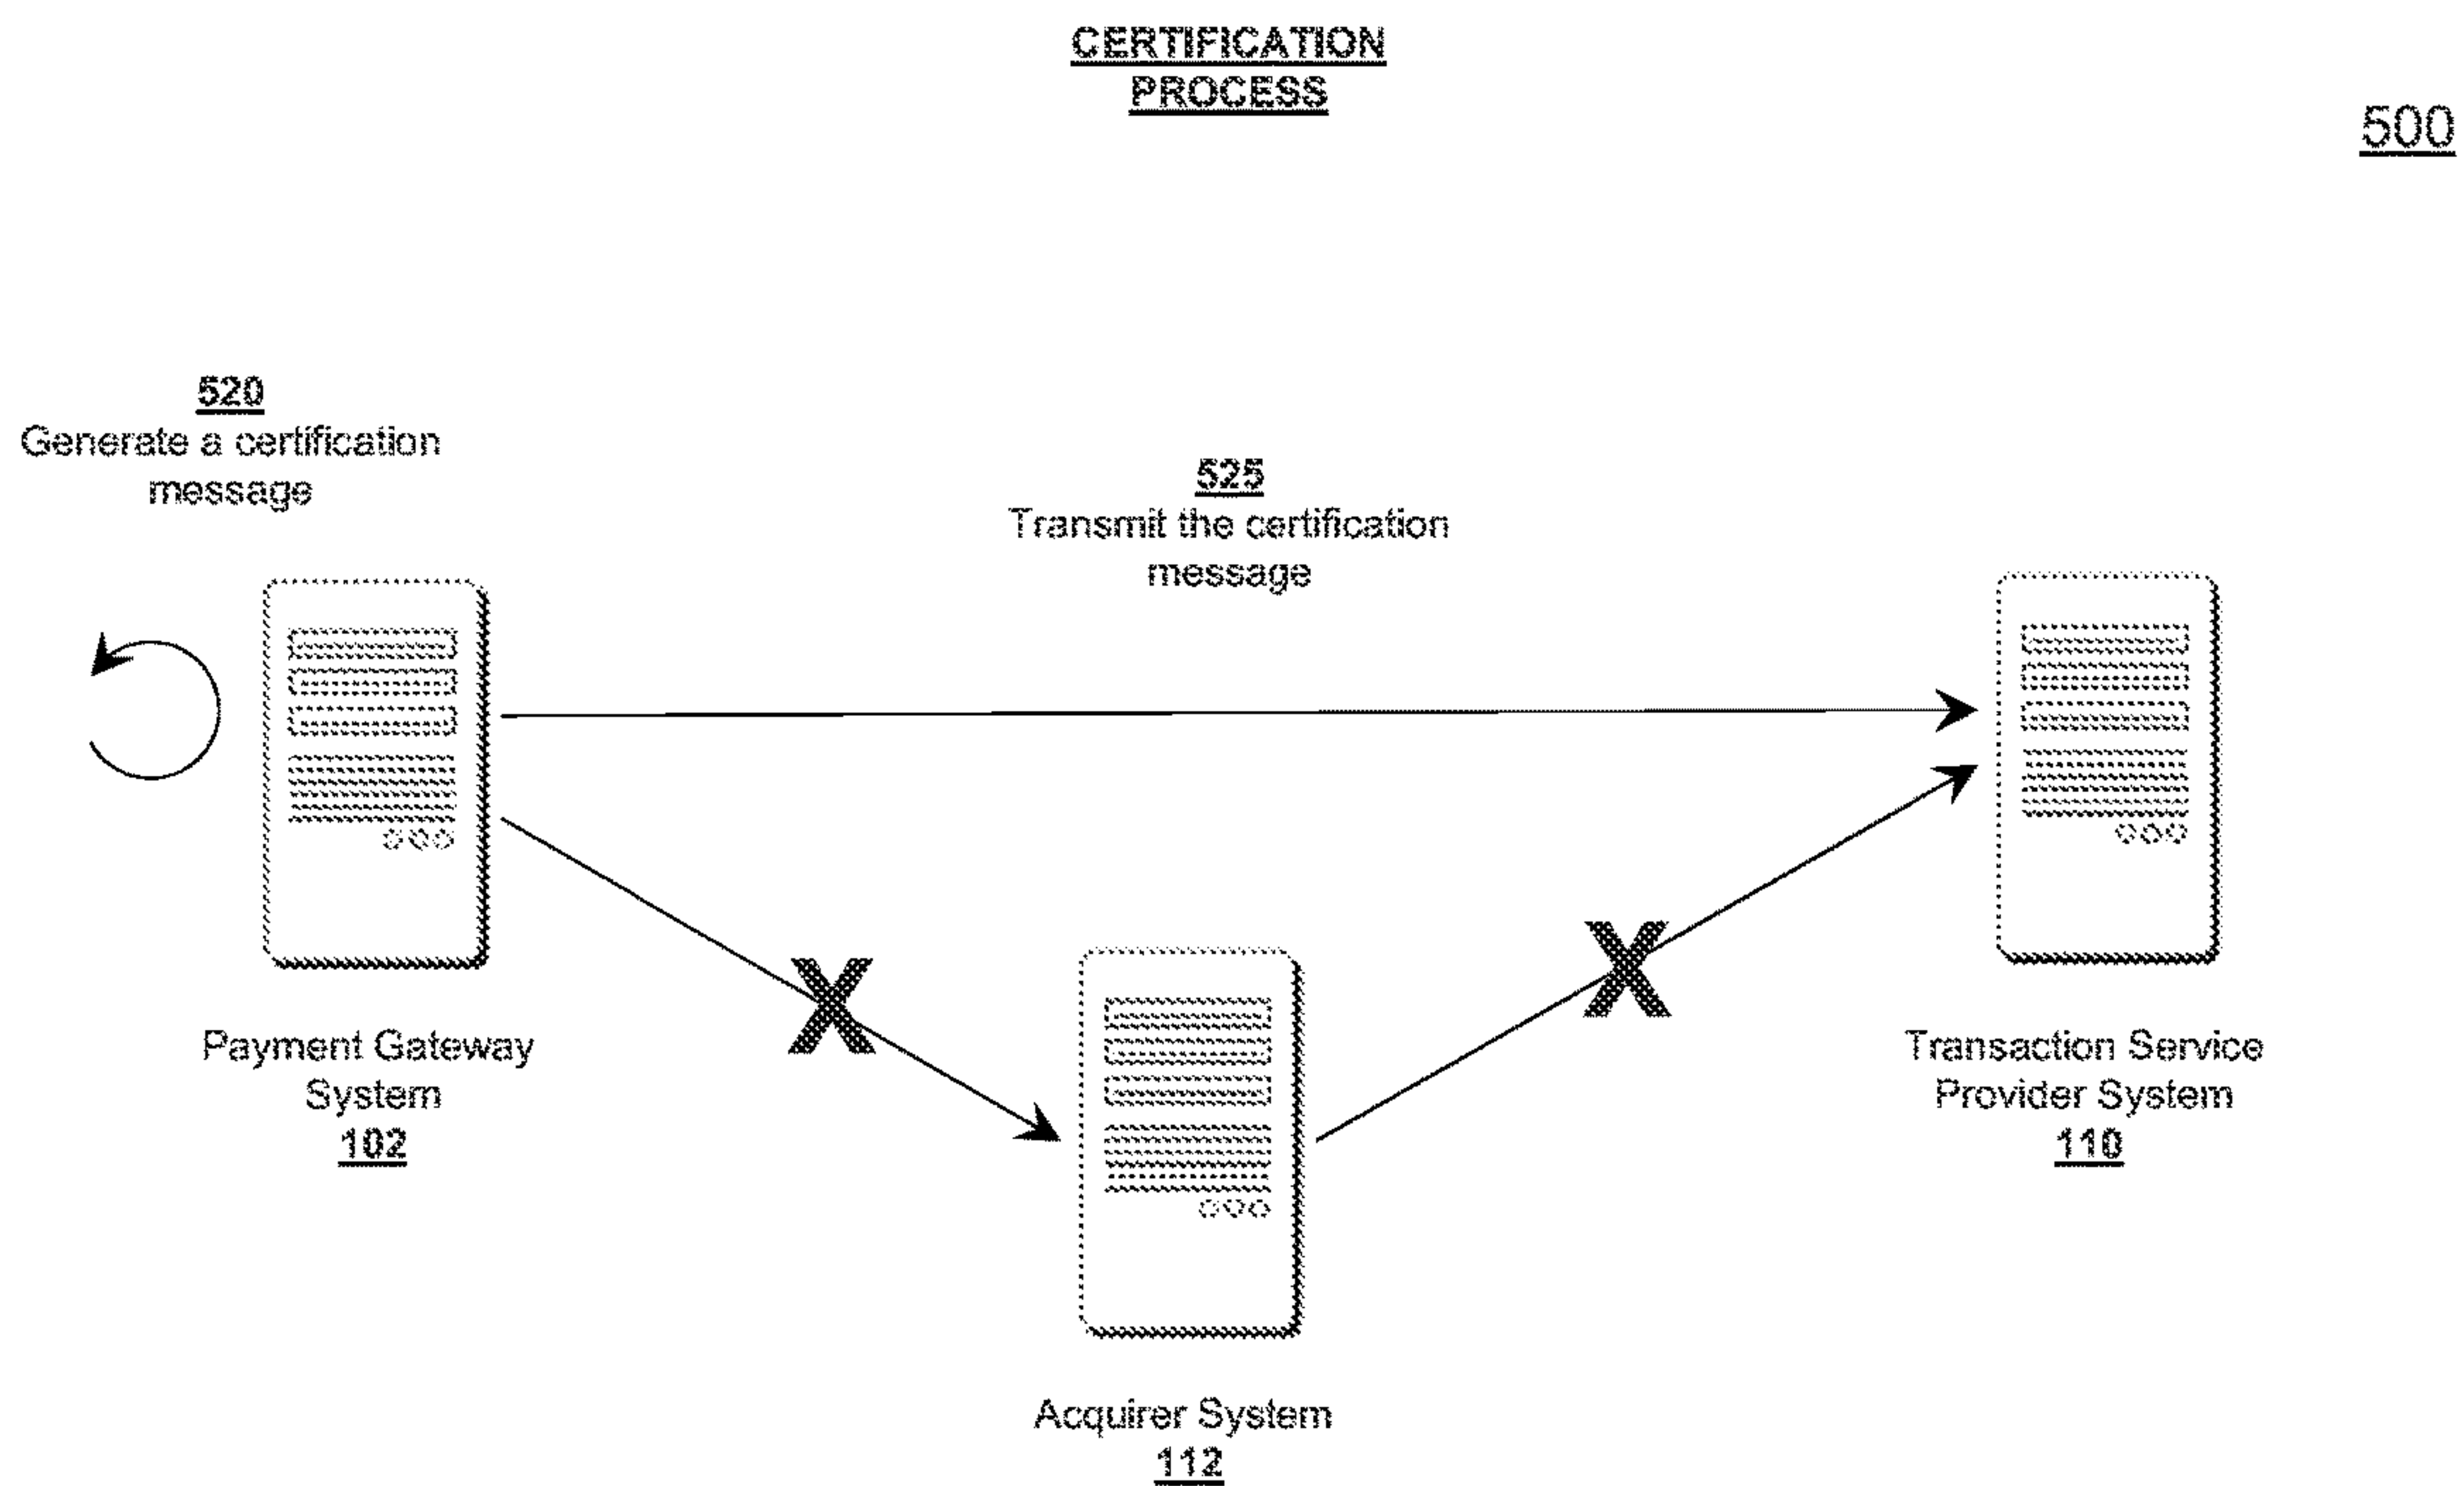 CERTIFICATION
PROCESS
500
520
Generate a certification
message
525
Transmit the certification
message
X
X
Payment Gateway
System
102
Transaction Service
Provider System
110
Acquirer System
112